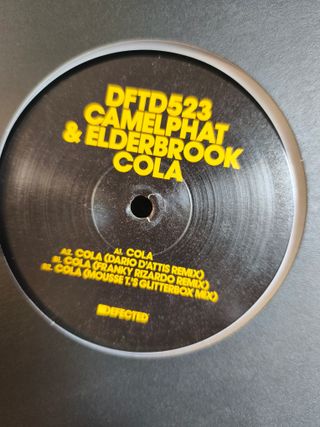 DFTD523
CAMELPHAT
& ELDERBROOK
COLA
A1. COLA
A2. COLA (DARIO D'ATTIS REMIX)
B1. COLA (FRANKY RIZARDO REMIX)
B2. COLA (MOUSSE T.'S GLITTERBOX MIX)
DEFECTED